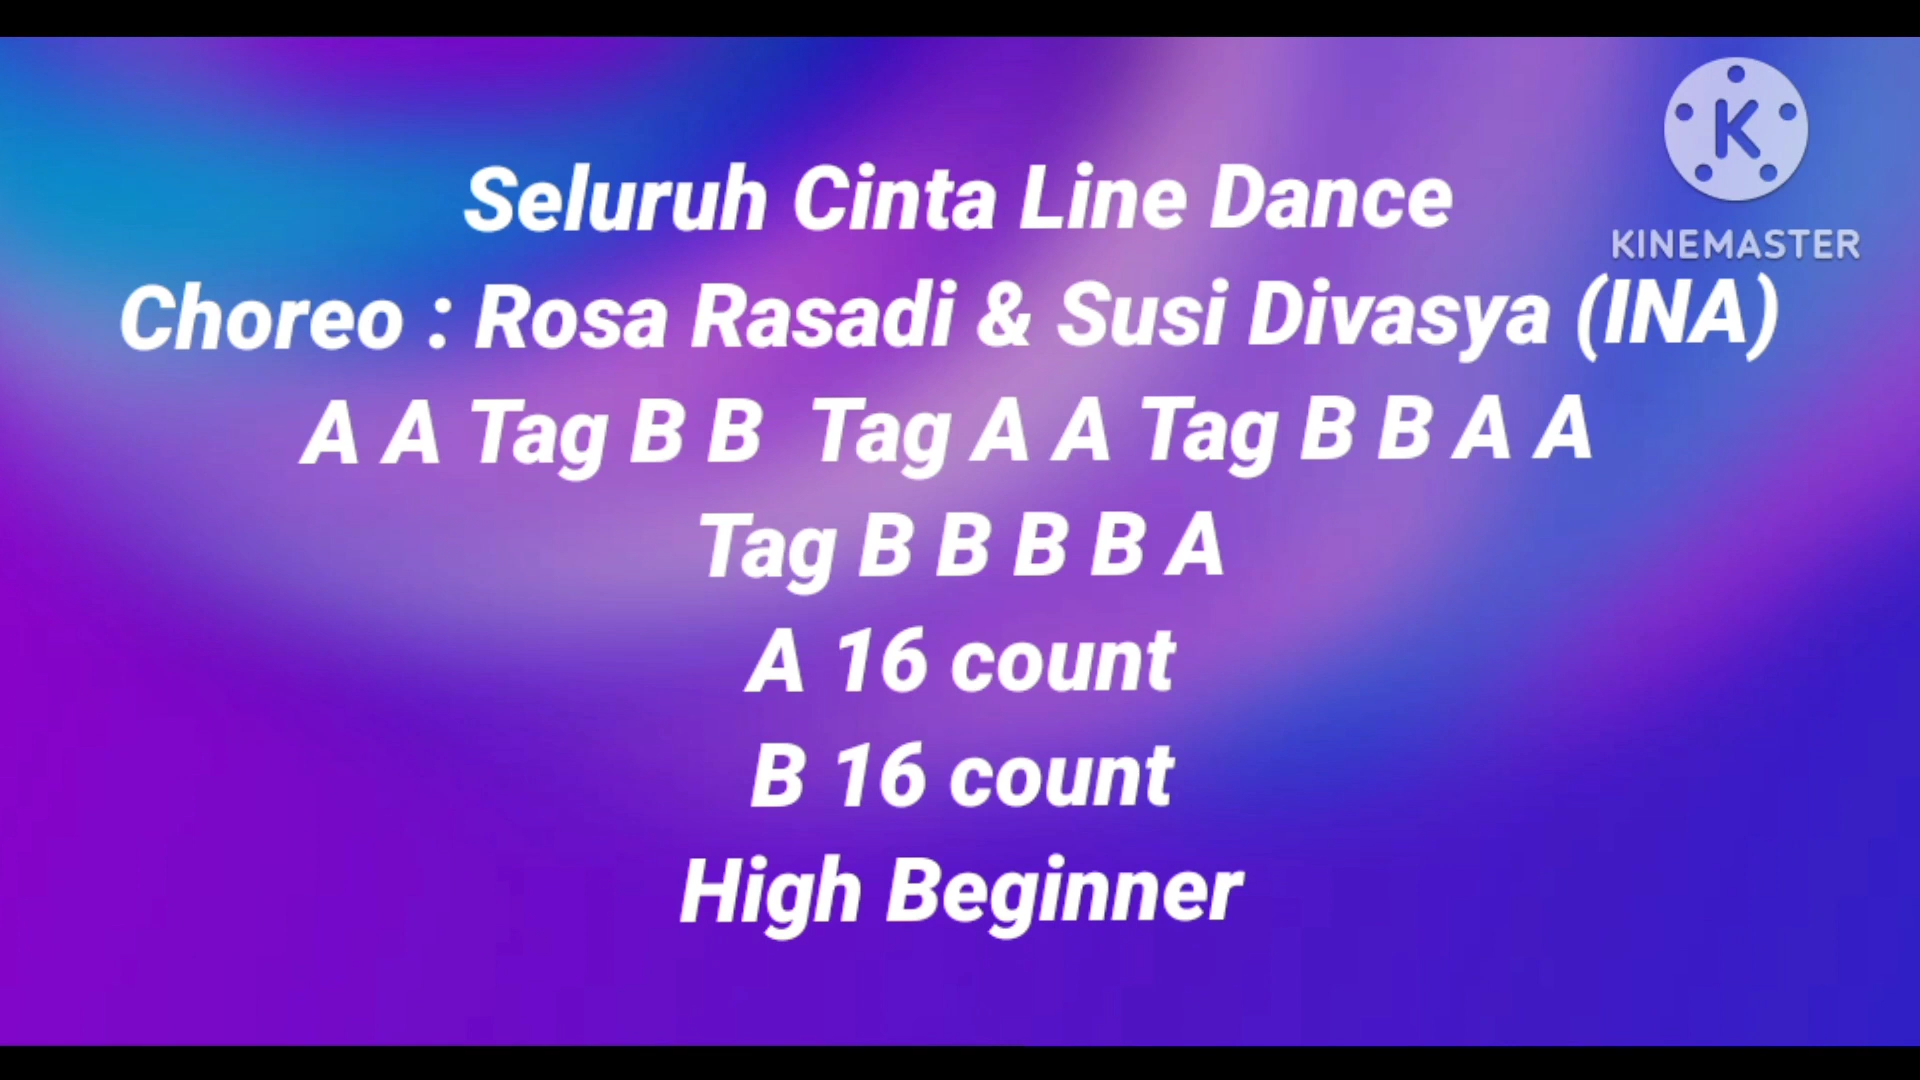 Seluruh Cinta Line Dance
KINEMASTER
Choreo : Rosa Rasadi & Susi Divasya (INA)
A A Tag B B Tag A A Tag B B A A
Tag B B B B A
A 16 count
B 16 count
High Beginner